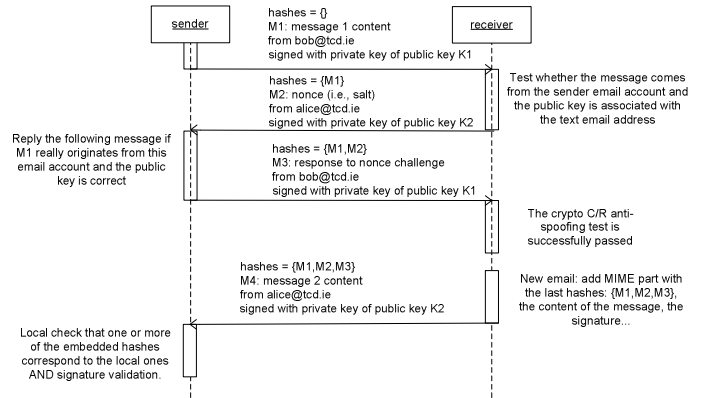 sender
receiver
hashes = {}
M1: message 1 content
from bob@tcd.ie
signed with private key of public key K1
hashes = {M1}
M2: nonce (i.e., salt)
from alice@tcd.ie
signed with private key of public key K2
Test whether the message comes
from the sender email account and
the public key is associated with
the text email address
Reply the following message if
M1 really originates from this
email account and the public
key is correct
hashes = {M1,M2}
M3: response to nonce challenge
from bob@tcd.ie
signed with private key of public key K1
The crypto C/R anti-
spoofing test is
successfully passed
hashes = {M1,M2,M3}
M4: message 2 content
from alice@tcd.ie
signed with private key of public key K2
New email: add MIME part with
the last hashes: {M1,M2,M3},
the content of the message, the
signature...
Local check that one or more
of the embedded hashes
correspond to the local ones
AND signature validation.